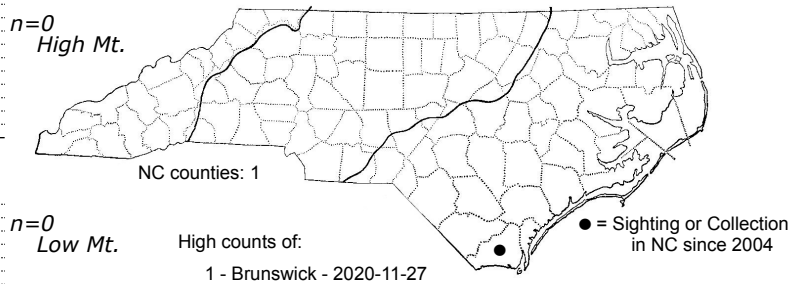 n=0
High Mt.
NC counties: 1
n=0
Low Mt.
High counts of:
1 - Brunswick - 2020-11-27
● = Sighting or Collection
in NC since 2004